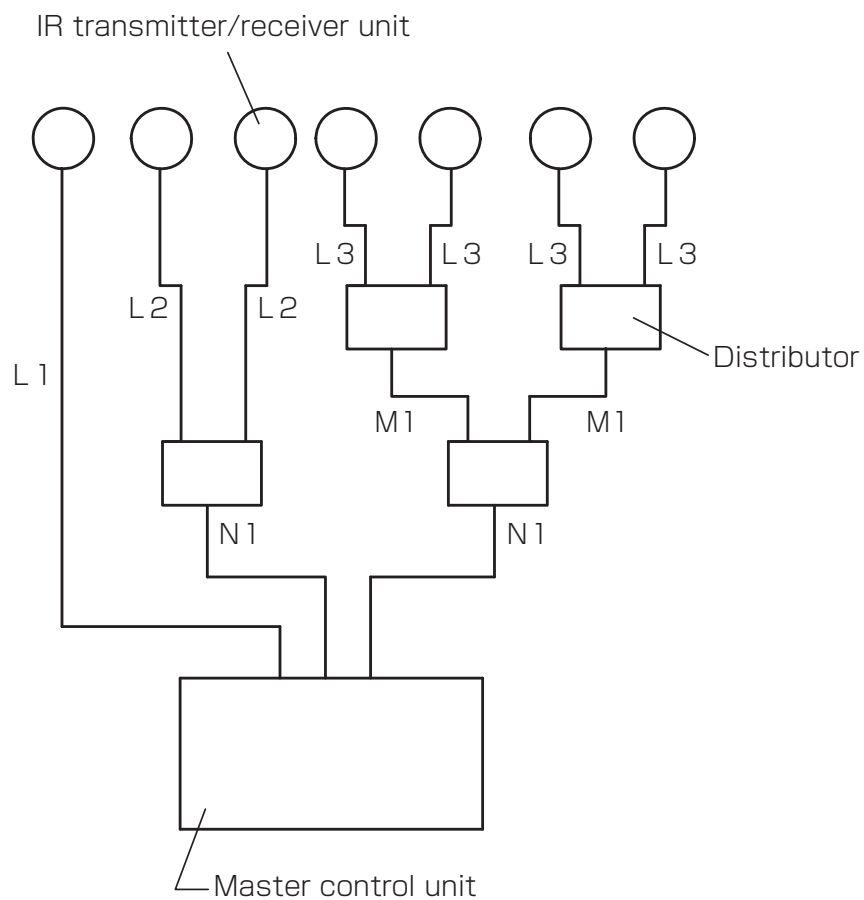 IR transmitter/receiver unit
L3 L3 L3 L3
L2 L2
Distributor
L1
M1 M1
N1 N1
Master control unit